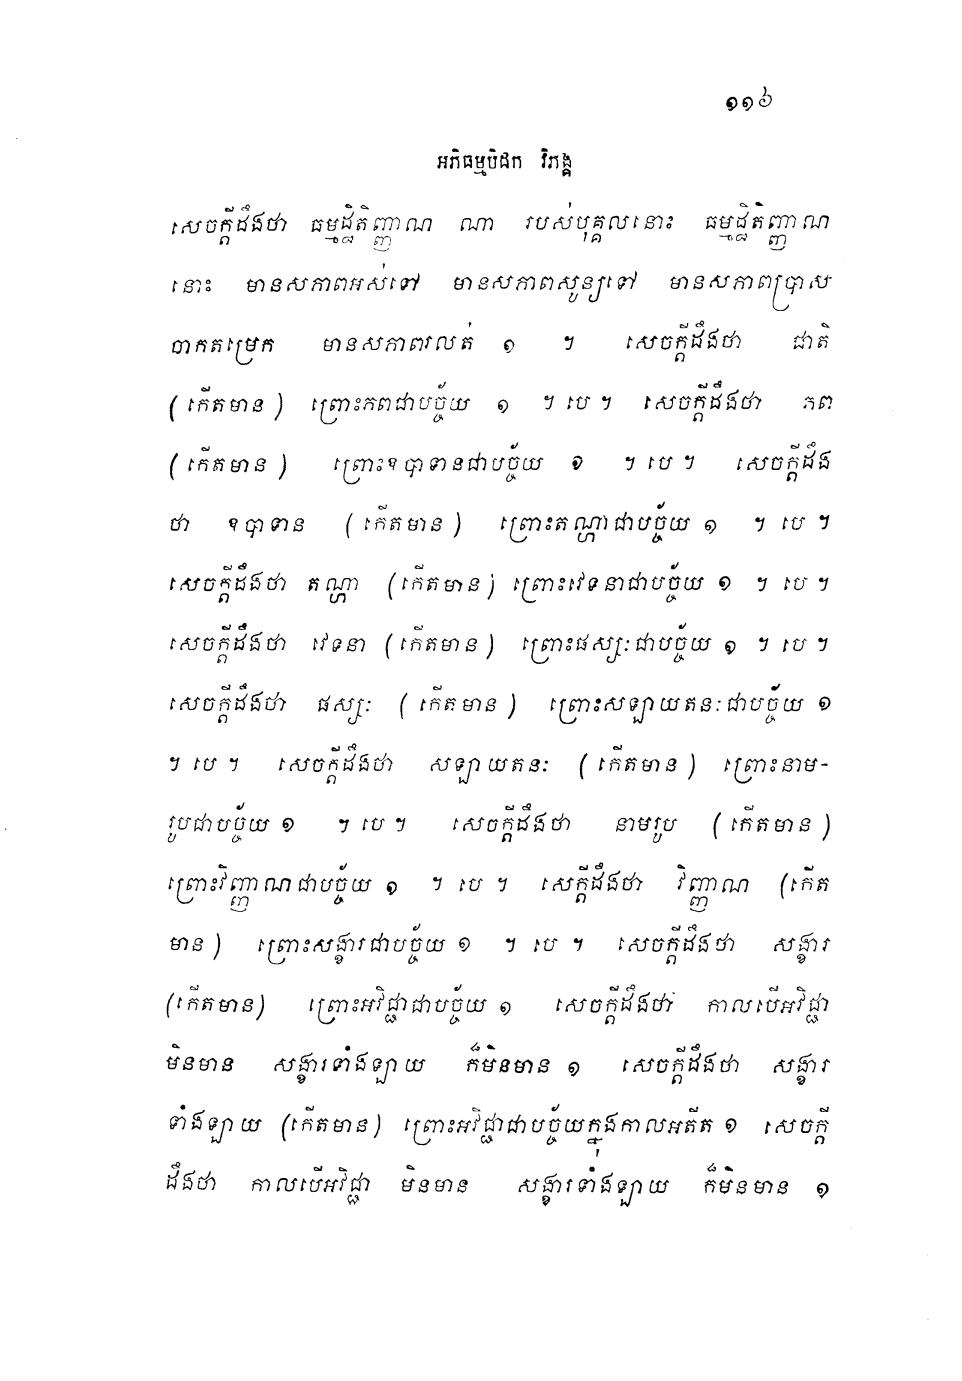 ១១៦
អភិធម្មបិដក វិភង្គ
សេចក្តីដឹងថា ធម្មដ្ឋិតិញ្ញាណ ណា របស់បុគ្គលនោះ ធម្មដ្ឋិតិញ្ញាណ
នោះ មានសភាពអស់ទៅ មានសភាពសូន្យទៅ មានសភាពប្រាស
ចាកតម្រេក មានសភាពរលត់ ១ ។ សេចក្តីដឹងថា ជាតិ
(កើតមាន) ព្រោះភពជាបច្ច័យ ១ ។ បេ ។ សេចក្តីដឹងថា ភព
(កើតមាន) ព្រោះឧបាទានជាបច្ច័យ ១ ។ បេ ។ សេចក្តីដឹង
ថា ឧបាទាន (កើតមាន) ព្រោះតណ្ហាជាបច្ច័យ ១ ។ បេ ។
សេចក្តីដឹងថា តណ្ហា (កើតមាន) ព្រោះវេទនាជាបច្ច័យ ១ ។ បេ ។
សេចក្តីដឹងថា វេទនា (កើតមាន) ព្រោះផស្សៈជាបច្ច័យ ១ ។ បេ ។
សេចក្តីដឹងថា ផស្សៈ (កើតមាន) ព្រោះសឡាយតនៈជាបច្ច័យ ១
។ បេ ។ សេចក្តីដឹងថា សឡាយតនៈ (កើតមាន) ព្រោះនាម-
រូបជាបច្ច័យ ១ ។ បេ ។ សេចក្តីដឹងថា នាមរូប (កើតមាន)
ព្រោះវិញ្ញាណជាបច្ច័យ ១ ។ បេ ។ សេក្តីដឹងថា វិញ្ញាណ (កើត
មាន) ព្រោះសង្ខារជាបច្ច័យ ១ ។ បេ ។ សេចក្តីដឹងថា សង្ខារ
(កើតមាន) ព្រោះអវិជ្ជាជាបច្ច័យ ១ សេចក្តីដឹងថា កាលបើអវិជ្ជា
មិនមាន សង្ខារទាំងឡាយ ក៏មិនមាន ១ សេចក្តីដឹងថា សង្ខារ
ទាំងឡាយ (កើតមាន) ព្រោះអវិជ្ជាជាបច្ច័យក្នុងកាលអតីត ១ សេចក្តី
ដឹងថា កាលបើអវិជ្ជា មិនមាន សង្ខារទាំងឡាយ ក៏មិនមាន ១